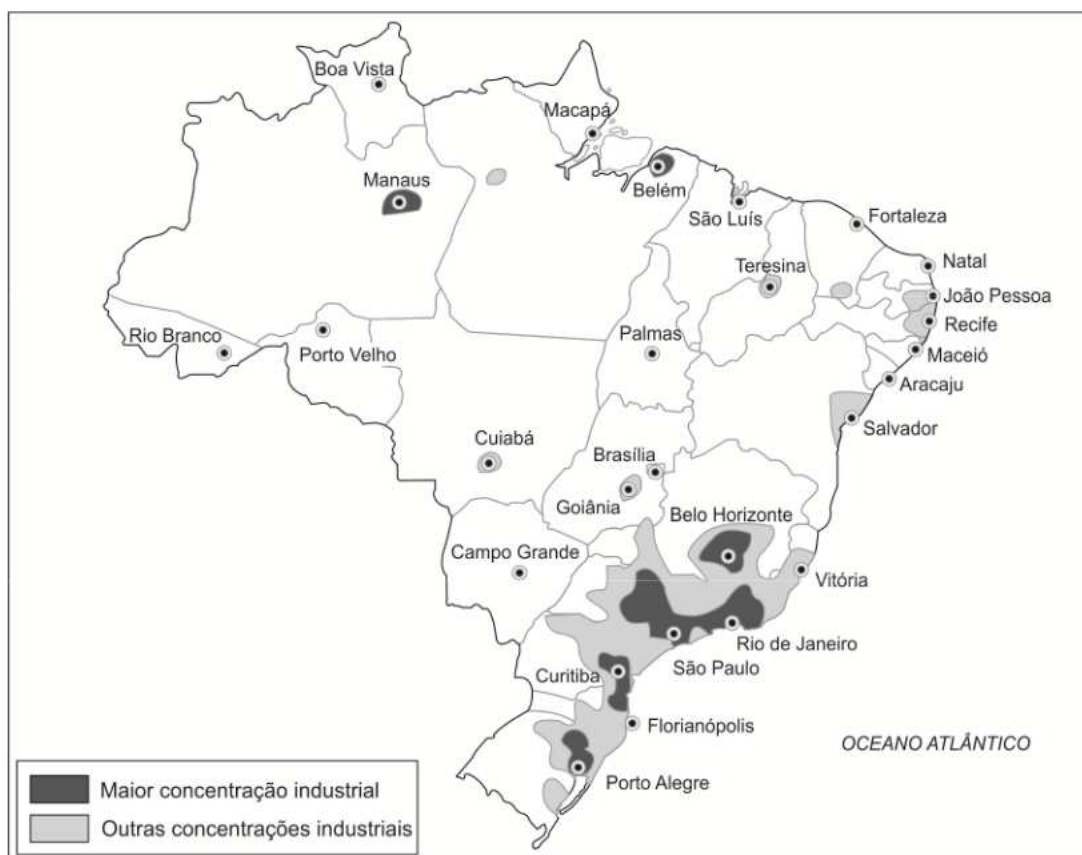 Boa Vista
Macapá
Manaus
Belém
São Luís
Fortaleza
Teresina
Natal
João Pessoa
Recife
Rio Branco
Porto Velho
Palmas
Maceió
Aracaju
Salvador
Cuiabá
Brasília
Goiânia
Belo Horizonte
Campo Grande
Vitória
Rio de Janeiro
São Paulo
Curitiba
Florianópolis
OCEANO ATLÂNTICO
Porto Alegre
Maior concentração industrial
Outras concentrações industriais